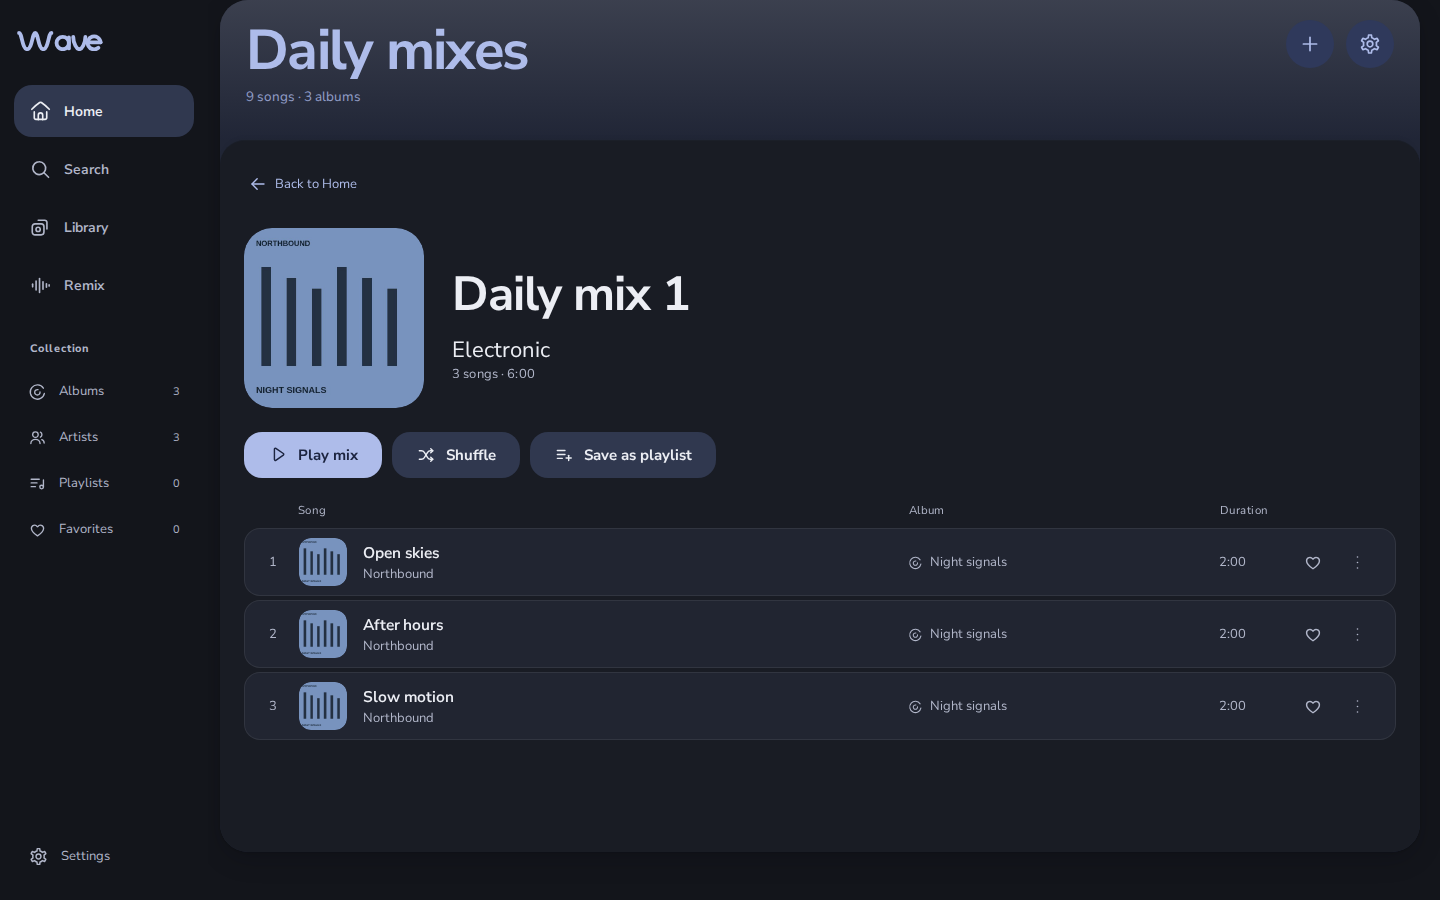 Wave
Home
Search
Library
Remix
Collection
Albums 3
Artists 3
Playlists 0
Favorites 0
Settings
Daily mixes
9 songs · 3 albums
Back to Home
NORTHBOUND
NIGHT SIGNALS
Daily mix 1
Electronic
3 songs · 6:00
Play mix
Shuffle
Save as playlist
Song Album Duration
1 Open skies Night signals 2:00
Northbound
2 After hours Night signals 2:00
Northbound
3 Slow motion Night signals 2:00
Northbound